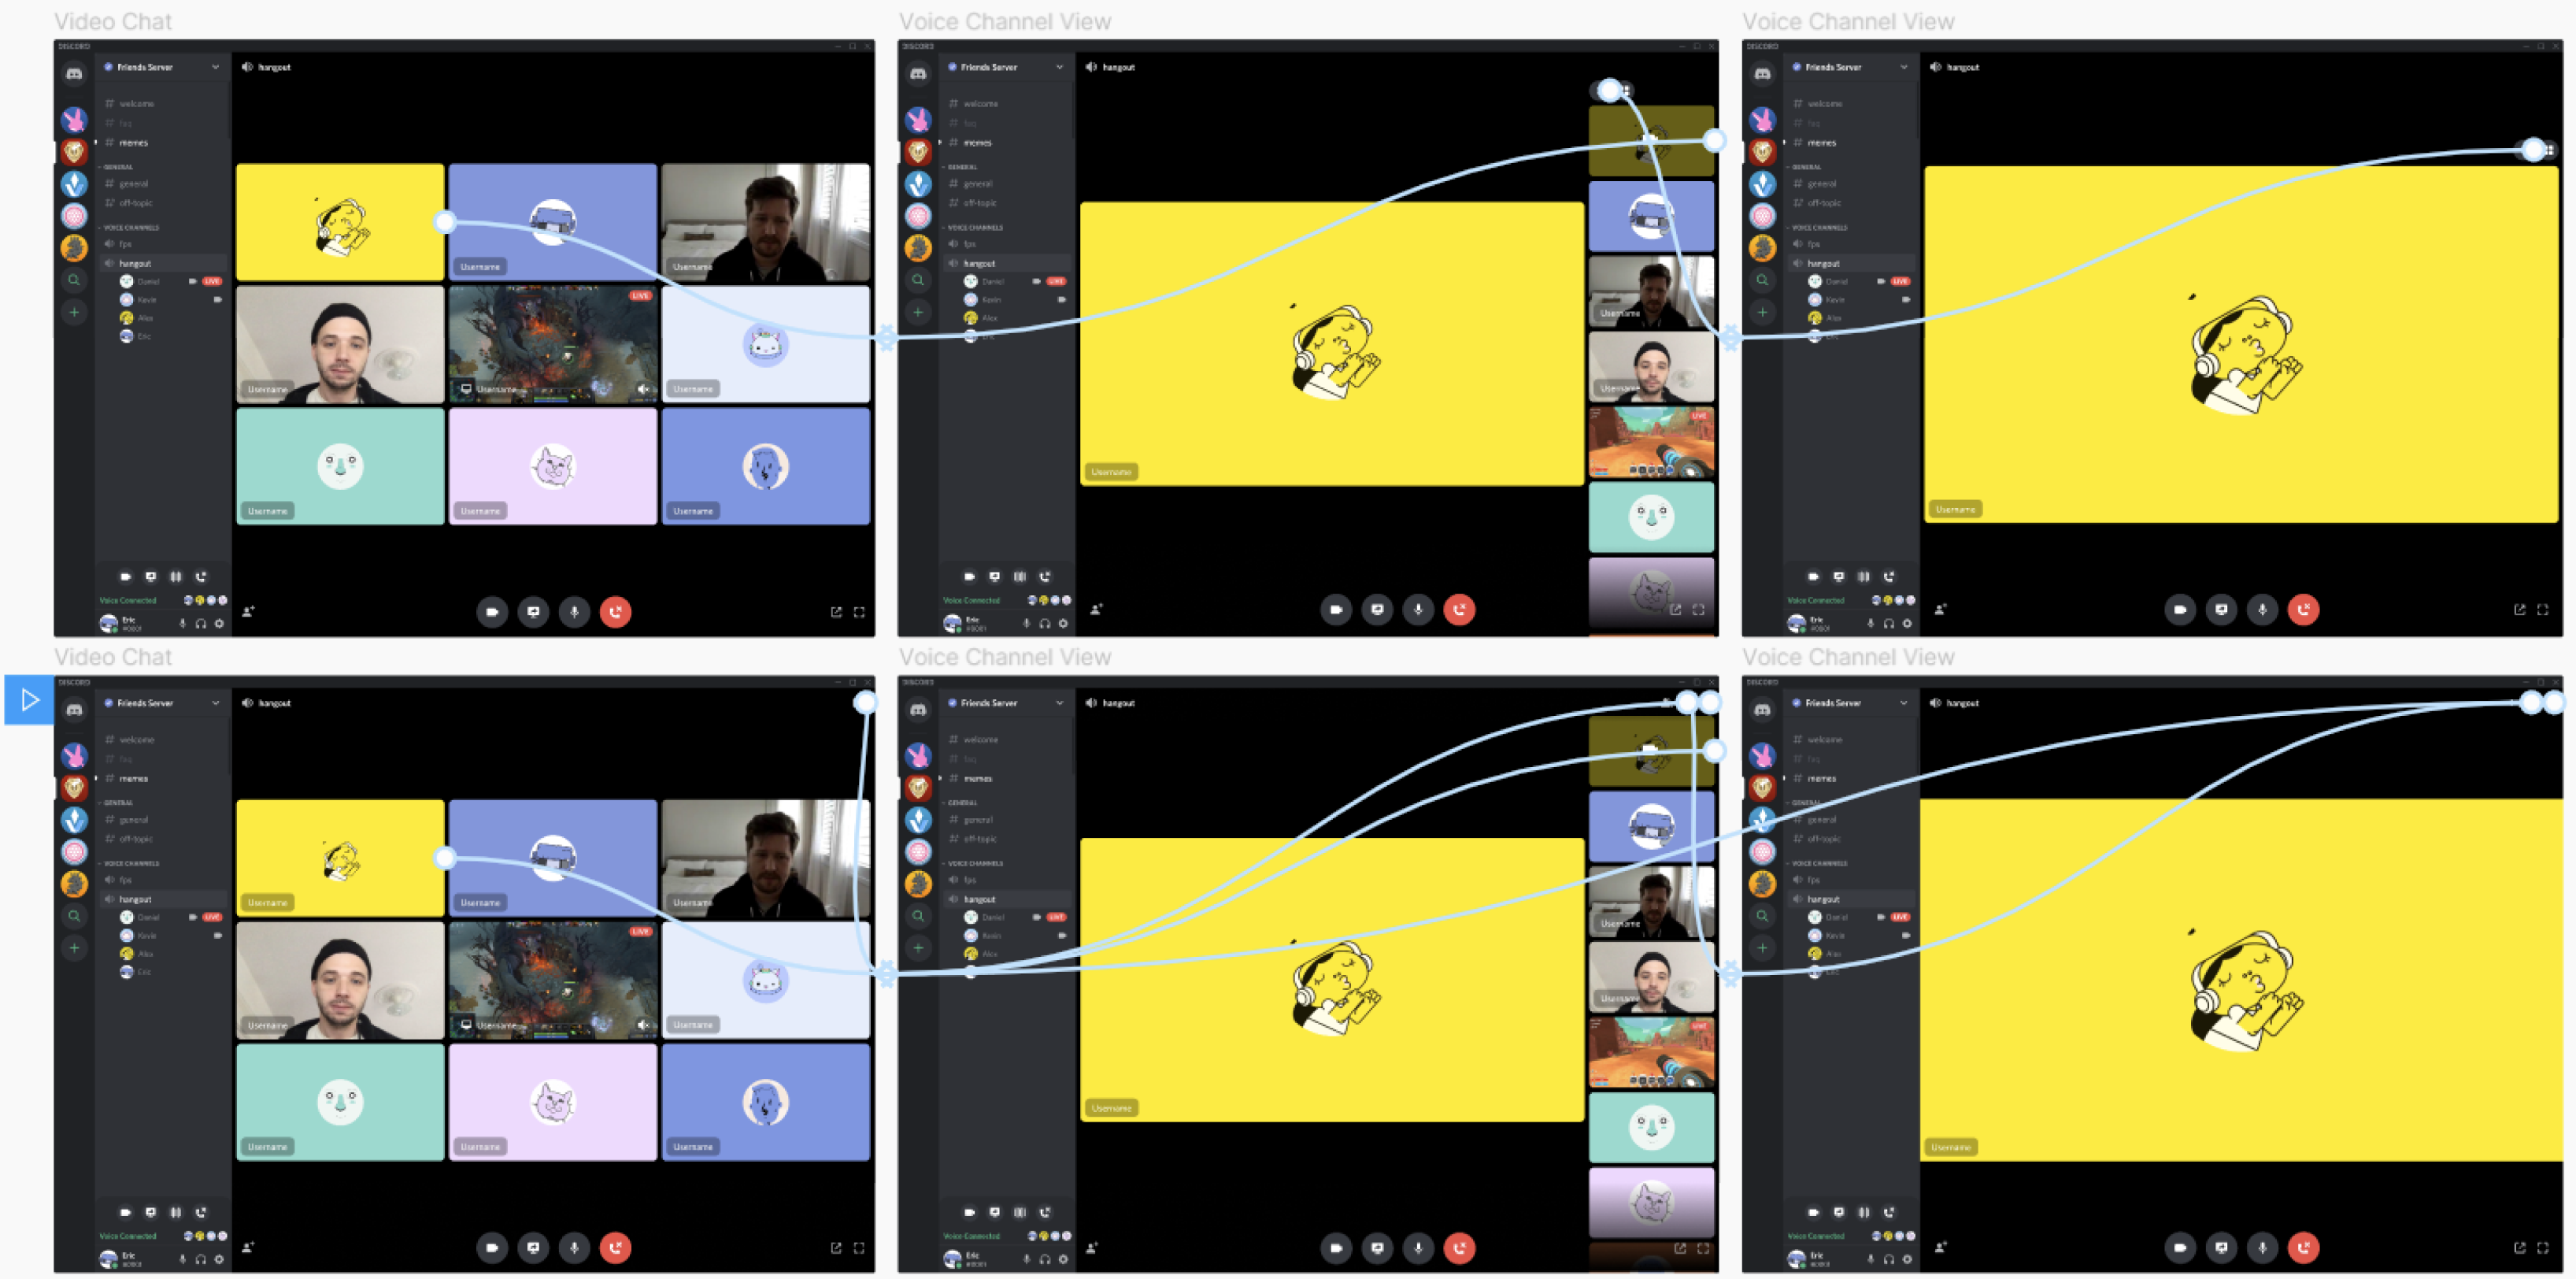 Video Chat
Voice Channel View
Voice Channel View
DISCORD
Friends Server
hangout
# welcome
# faq
# memes
GENERAL
# general
# off-topic
VOICE CHANNELS
fps
hangout
Daniel LIVE
Kevin
Alex
Eric
Username
Username
Username
LIVE
Username
Username
Username
Username
Username
Voice Connected
Eric
#0001
DISCORD
Friends Server
hangout
# welcome
# faq
# memes
GENERAL
# general
# off-topic
VOICE CHANNELS
fps
hangout
Daniel LIVE
Kevin
Alex
Username
Username
Username
LIVE
Voice Connected
Eric
#0001
DISCORD
Friends Server
hangout
# welcome
# faq
# memes
GENERAL
# general
# off-topic
VOICE CHANNELS
fps
hangout
Daniel LIVE
Kevin
Alex
Username
Voice Connected
Eric
#0001
Video Chat
Voice Channel View
Voice Channel View
DISCORD
Friends Server
hangout
# welcome
# faq
# memes
GENERAL
# general
# off-topic
VOICE CHANNELS
fps
hangout
Daniel LIVE
Kevin
Alex
Eric
Username
Username
Username
Username
LIVE
Username
Username
Username
Username
Username
Voice Connected
Eric
#0001
DISCORD
Friends Server
hangout
# welcome
# faq
# memes
GENERAL
# general
# off-topic
VOICE CHANNELS
fps
hangout
Daniel LIVE
Kevin
Alex
Username
Username
Username
LIVE
Voice Connected
Eric
#0001
DISCORD
Friends Server
hangout
# welcome
# faq
# memes
GENERAL
# general
# off-topic
VOICE CHANNELS
fps
hangout
Daniel LIVE
Kevin
Alex
Username
Voice Connected
Eric
#0001